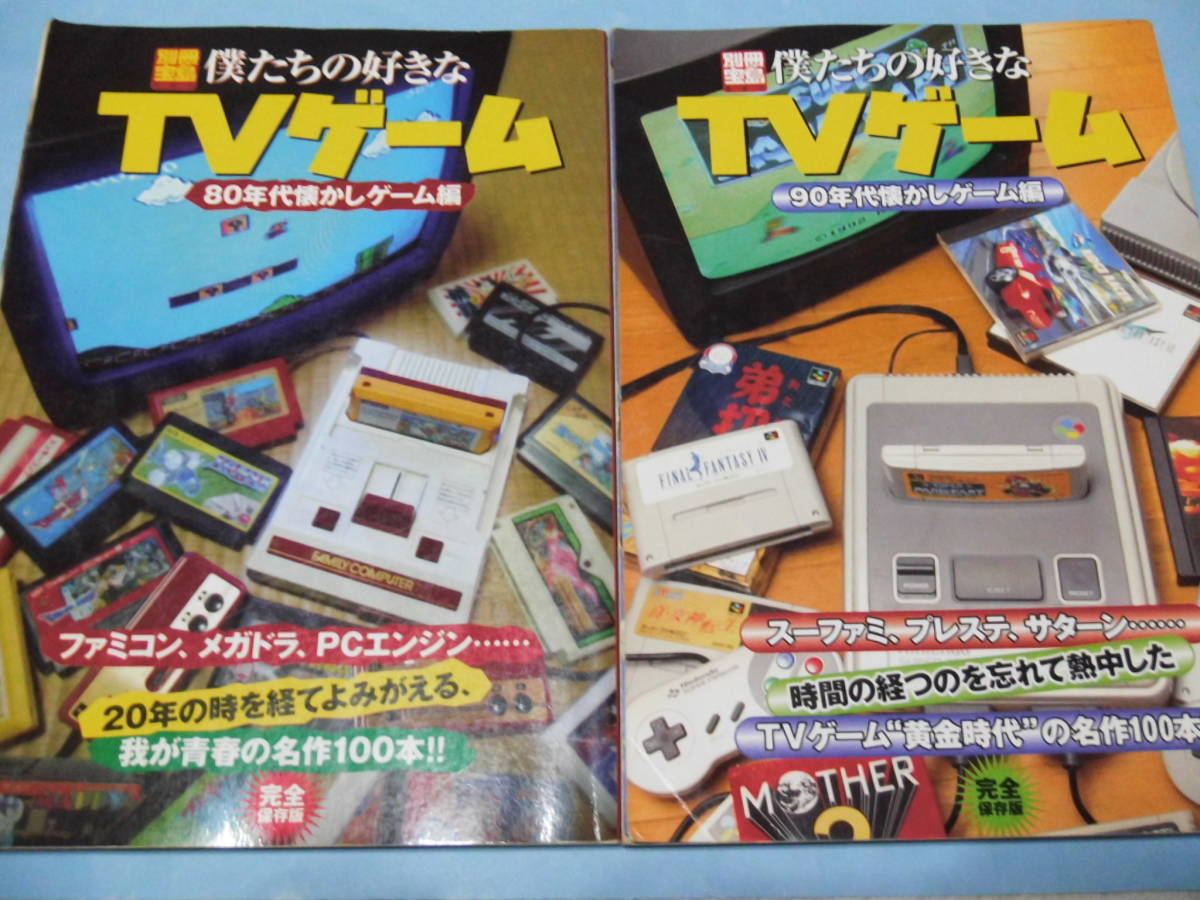 別冊宝島
僕たちの好きな
TVゲーム
80年代懐かしゲーム編
FAMILY COMPUTER
ファミコン、メガドラ、PCエンジン……
20年の時を経てよみがえる、
我が青春の名作100本!!
完全
保存版
別冊宝島
僕たちの好きな
TVゲーム
90年代懐かしゲーム編
FINAL FANTASY IV
MARIO KART
POWER
EJECT
RESET
Nintendo
スーファミ、プレステ、サターン……
時間の経つのを忘れて熱中した
TVゲーム“黄金時代”の名作100本
MOTHER
2
完全
保存版